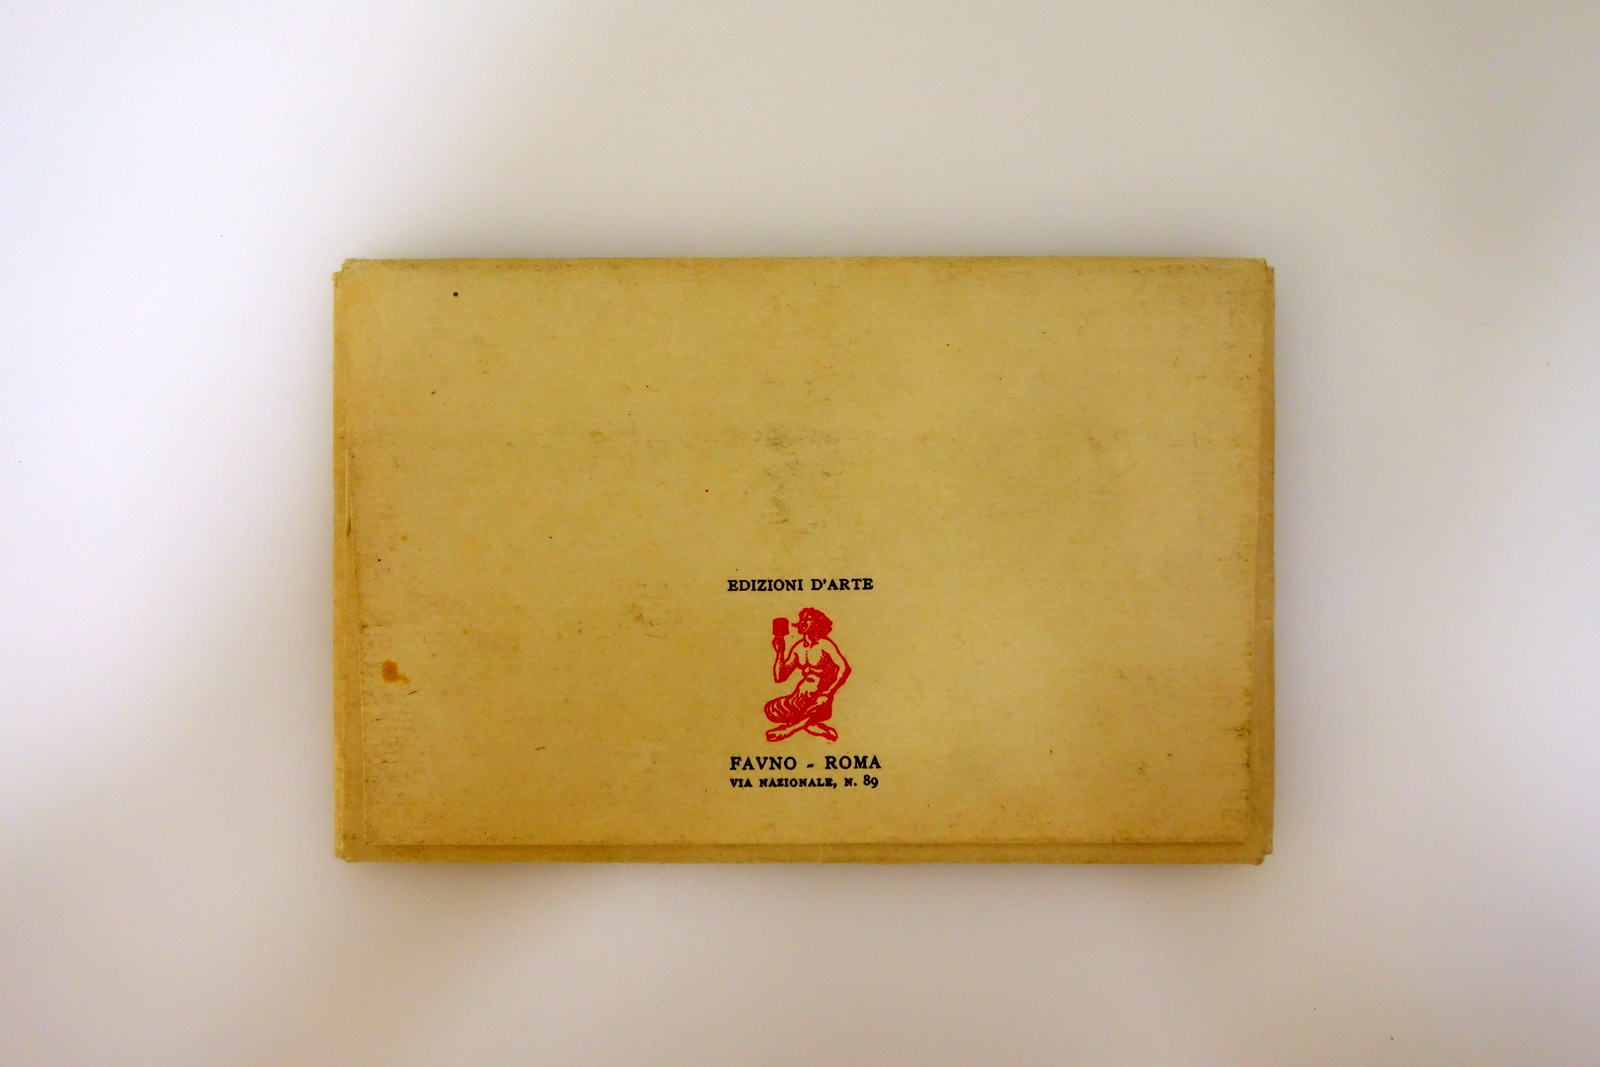 EDIZIONI D'ARTE
FAVNO - ROMA
VIA NAZIONALE, N. 89